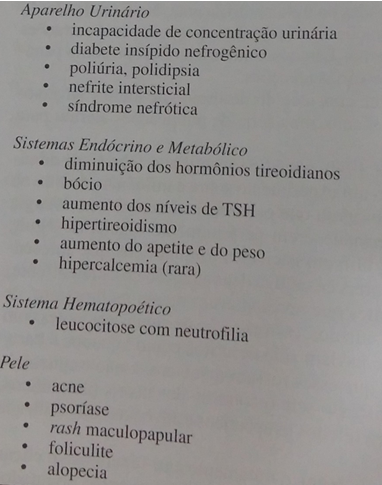 Aparelho Urinário
• incapacidade de concentração urinária
• diabete insípido nefrogênico
• poliúria, polidipsia
• nefrite intersticial
• síndrome nefrótica
Sistemas Endócrino e Metabólico
• diminuição dos hormônios tireoidianos
• bócio
• aumento dos níveis de TSH
• hipertireoidismo
• aumento do apetite e do peso
• hipercalcemia (rara)
Sistema Hematopoético
• leucocitose com neutrofilia
Pele
• acne
• psoríase
• rash maculopapular
• foliculite
• alopecia